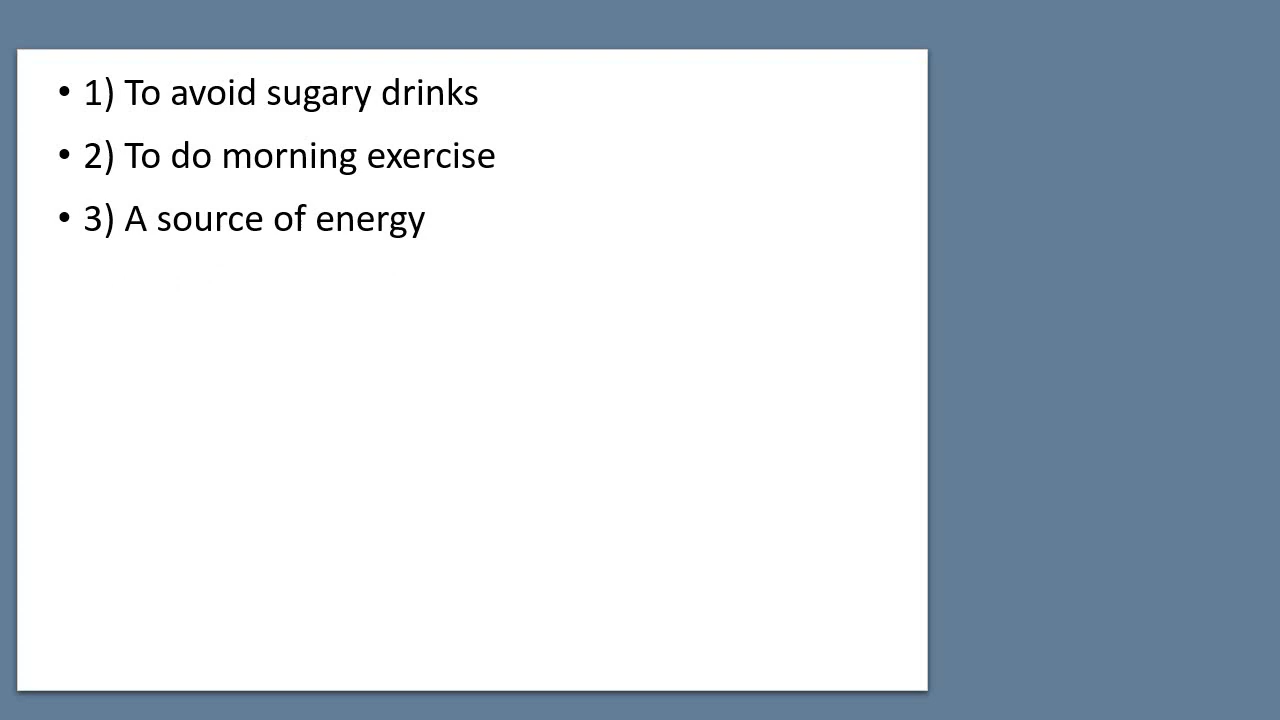 • 1) To avoid sugary drinks
• 2) To do morning exercise
• 3) A source of energy